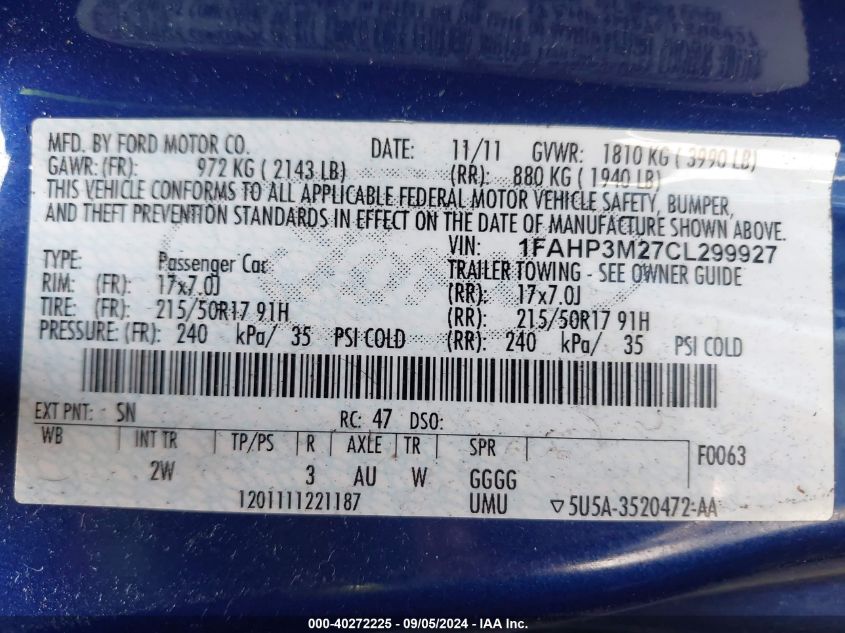 MFD. BY FORD MOTOR CO. DATE: 11/11 GVWR: 1810 KG ( 3990 LB)
GAWR: (FR): 972 KG ( 2143 LB) (RR): 880 KG ( 1940 LB)
THIS VEHICLE CONFORMS TO ALL APPLICABLE FEDERAL MOTOR VEHICLE SAFETY, BUMPER,
AND THEFT PREVENTION STANDARDS IN EFFECT ON THE DATE OF MANUFACTURE SHOWN ABOVE.
VIN: 1FAHP3M27CL299927
TYPE: Passenger Car TRAILER TOWING - SEE OWNER GUIDE
RIM: (FR): 17x7.0J (RR): 17x7.0J
TIRE: (FR): 215/50R17 91H (RR): 215/50R17 91H
PRESSURE: (FR): 240 kPa/ 35 PSI COLD (RR): 240 kPa/ 35 PSI COLD
EXT PNT: SN RC: 47 DSO:
WB INT TR TP/PS R AXLE TR SPR F0063
2W 3 AU W GGGG
1201111221187 UMU ▽5U5A-3520472-AA
000-40272225 - 09/05/2024 - IAA Inc.